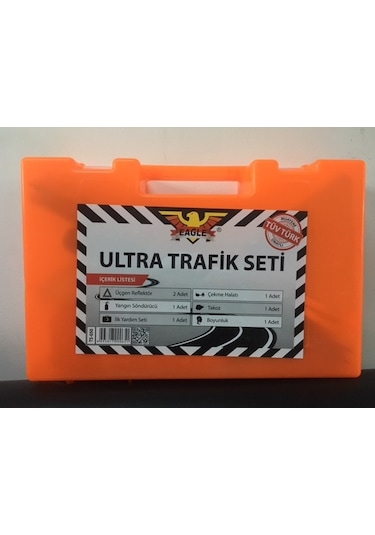 EAGLE
®
TÜV TÜRK
ULTRA TRAFİK SETİ
İÇERİK LİSTESİ
Üçgen Reflektör 2 Adet Çekme Halatı 1 Adet
Yangın Söndürücü 1 Adet Takoz 1 Adet
İlk Yardım Seti 1 Adet Boyunluk 1 Adet